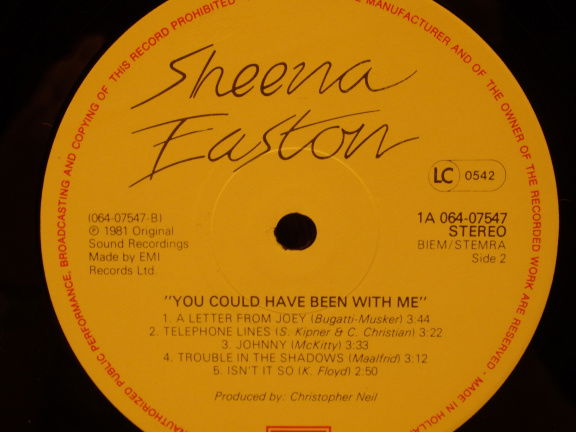 Sheena
Easton
LC 0542
(064-07547-B)
℗ 1981 Original
Sound Recordings
Made by EMI
Records Ltd.
1A 064-07547
STEREO
BIEM/STEMRA
Side 2
"YOU COULD HAVE BEEN WITH ME"
1. A LETTER FROM JOEY (Bugatti-Musker) 3:44
2. TELEPHONE LINES (S. Kipner & C. Christian) 3:22
3. JOHNNY (McKitty) 3:33
4. TROUBLE IN THE SHADOWS (Maalfrid) 3:12
5. ISN'T IT SO (K. Floyd) 2:50
Produced by: Christopher Neil
PUBLIC PERFORMANCE, BROADCASTING AND COPYING OF THIS RECORD PROHIBITED
MANUFACTURER AND OF THE OWNER OF THE RECORDED WORK ARE RESERVED - MADE IN